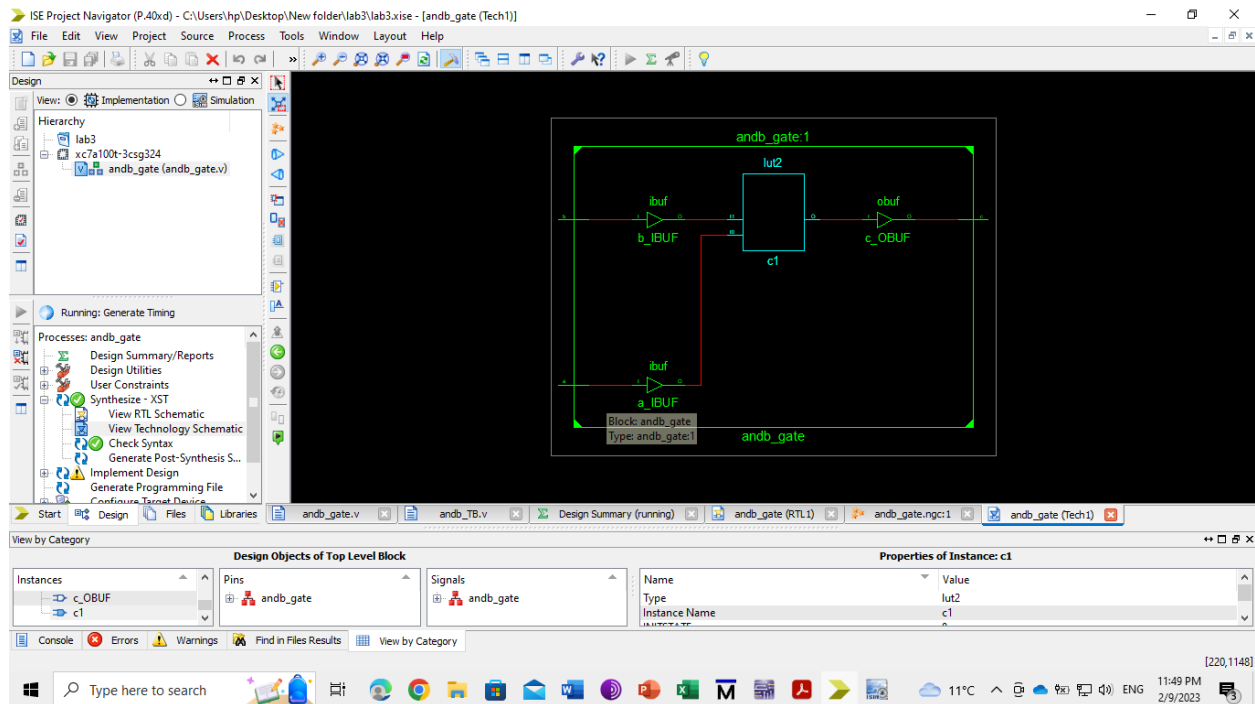 ISE Project Navigator (P.40xd) - C:\Users\hp\Desktop\New folder\lab3\lab3.xise - [andb_gate (Tech1)]
File Edit View Project Source Process Tools Window Layout Help
Design
View: Implementation Simulation
Hierarchy
lab3
xc7a100t-3csg324
andb_gate (andb_gate.v)
Running: Generate Timing
Processes: andb_gate
Design Summary/Reports
Design Utilities
User Constraints
Synthesize - XST
View RTL Schematic
View Technology Schematic
Check Syntax
Generate Post-Synthesis S...
Implement Design
Generate Programming File
Configure Target Device
andb_gate:1
lut2
ibuf
obuf
b_IBUF
c_OBUF
c1
ibuf
a_IBUF
Block: andb_gate
Type: andb_gate:1
andb_gate
Start Design Files Libraries
andb_gate.v andb_TB.v Design Summary (running) andb_gate (RTL1) andb_gate.ngc:1 andb_gate (Tech1)
View by Category
Design Objects of Top Level Block
Properties of Instance: c1
Instances
c_OBUF
c1
Pins
andb_gate
Signals
andb_gate
Name Value
Type lut2
Instance Name c1
Console Errors Warnings Find in Files Results View by Category
[220,1148]
Type here to search
11°C
ENG
11:49 PM
2/9/2023